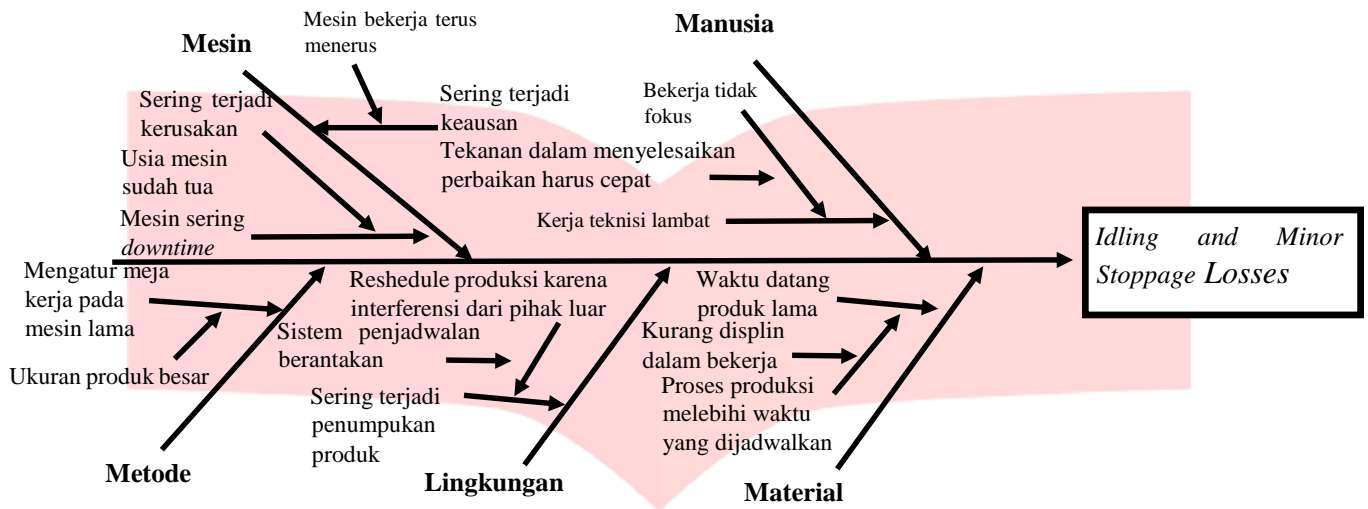 Mesin bekerja terus
menerus
Mesin
Manusia
Sering terjadi
kerusakan
Sering terjadi
keausan
Bekerja tidak
fokus
Usia mesin
sudah tua
Tekanan dalam menyelesaikan
perbaikan harus cepat
Mesin sering
downtime
Kerja teknisi lambat
Idling and Minor
Stoppage Losses
Mengatur meja
kerja pada
mesin lama
Reshedule produksi karena
interferensi dari pihak luar
Waktu datang
produk lama
Sistem penjadwalan
berantakan
Kurang displin
dalam bekerja
Ukuran produk besar
Sering terjadi
penumpukan
produk
Proses produksi
melebihi waktu
yang dijadwalkan
Metode
Lingkungan
Material